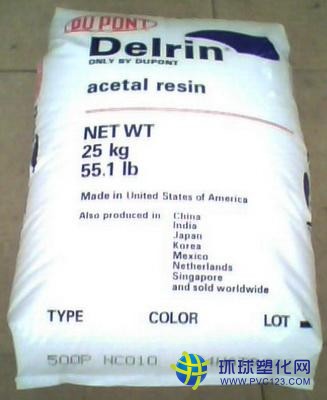 DU PONT
Delrin®
ONLY BY DUPONT
acetal resin
NET WT
25 kg
55.1 lb
Made in United States of America
Also produced in China
India
Japan
Korea
Mexico
Netherlands
Singapore
and sold worldwide
TYPE COLOR LOT
500P NC010
环球塑化网
www.PVC123.com